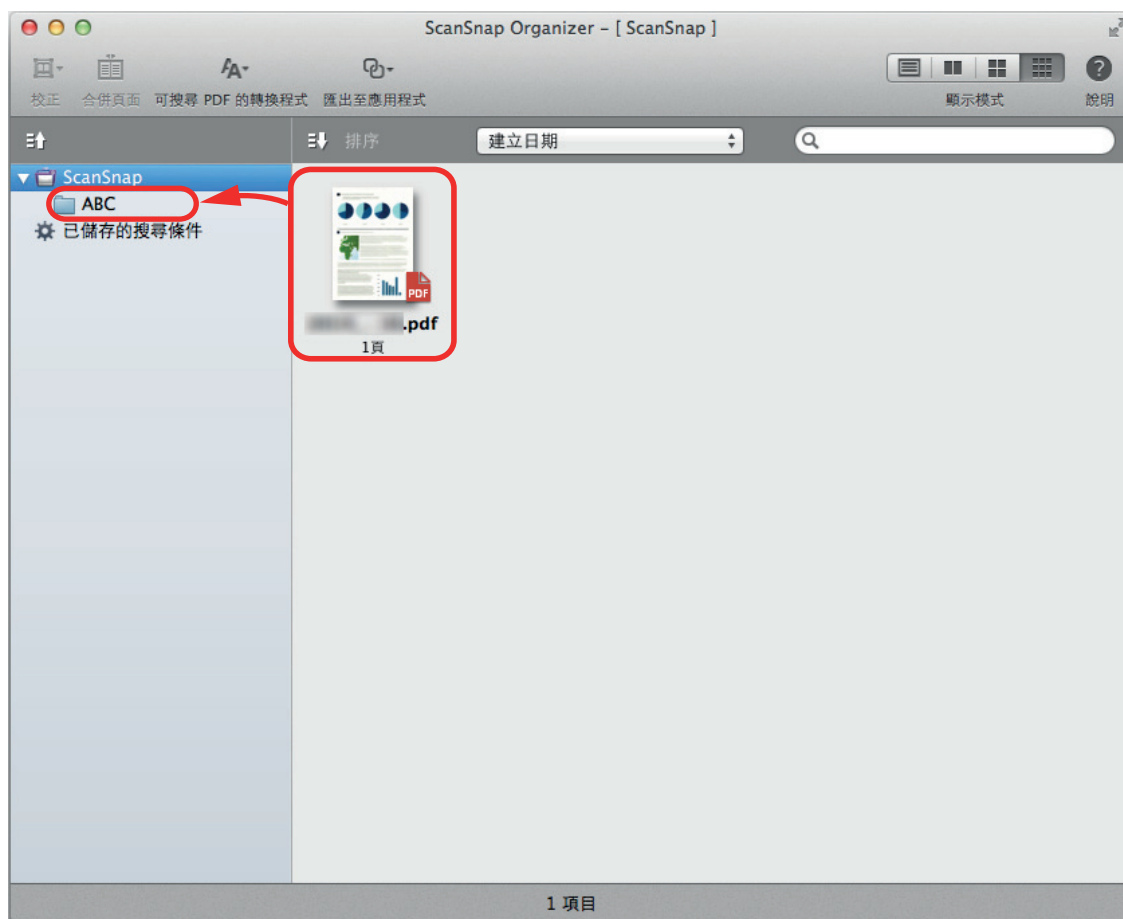 ScanSnap Organizer – [ ScanSnap ]
校正 合併頁面 可搜尋 PDF 的轉換程式 匯出至應用程式 顯示模式 說明
排序 建立日期
ScanSnap
ABC
已儲存的搜尋條件
PDF
.pdf
1頁
1 項目